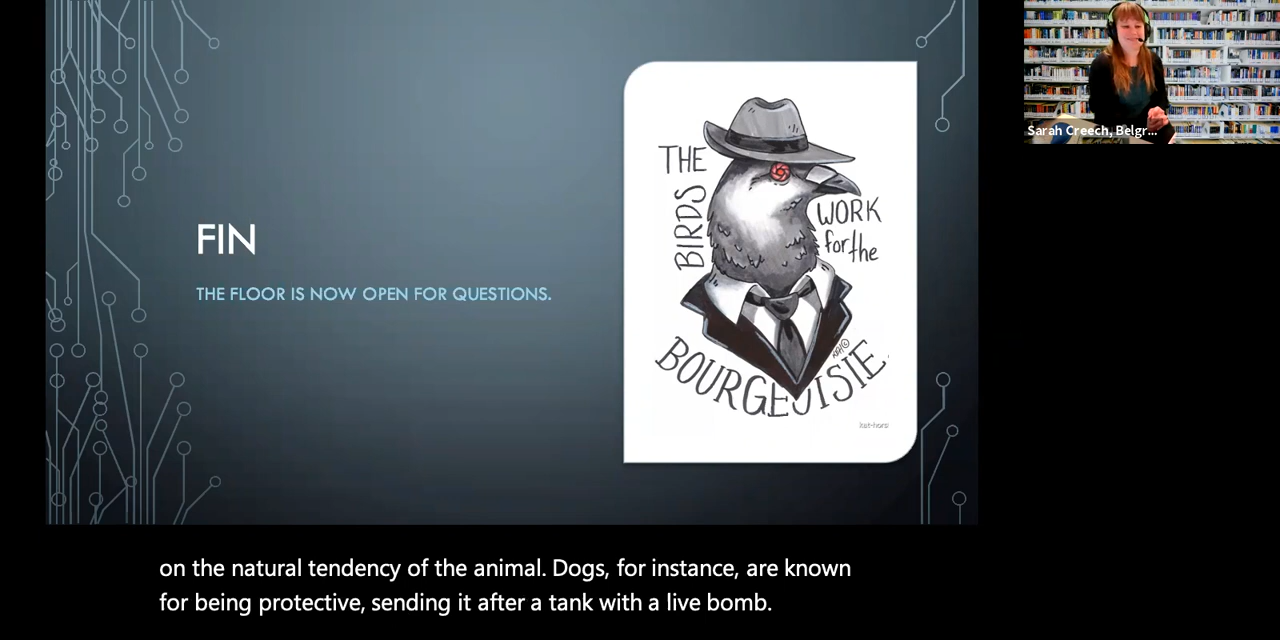 FIN
THE FLOOR IS NOW OPEN FOR QUESTIONS.
THE
BIRDS
WORK
for the
BOURGEOISIE.
kat-hora
Sarah Creech, Belgr...
on the natural tendency of the animal. Dogs, for instance, are known
for being protective, sending it after a tank with a live bomb.